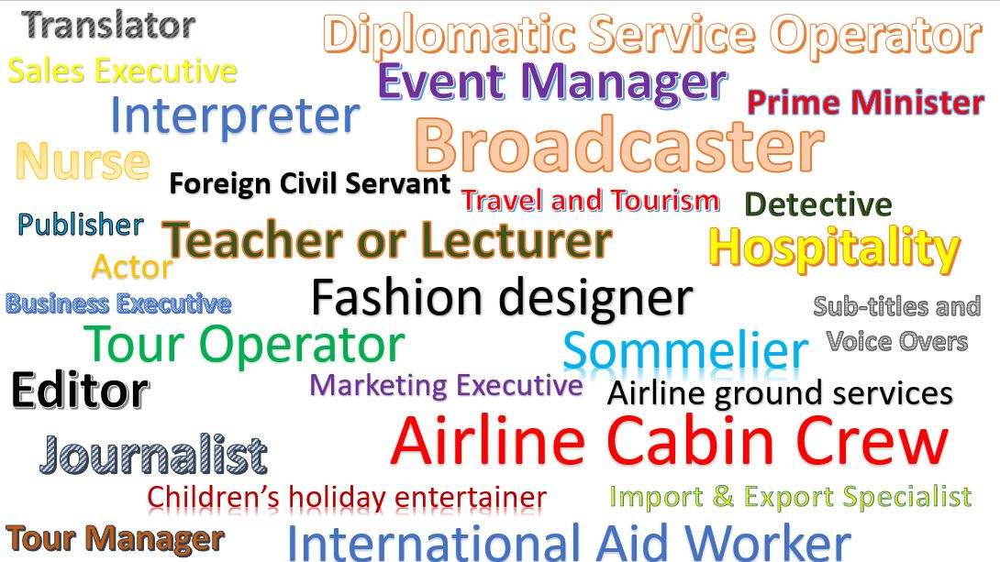 Translator
Diplomatic Service Operator
Sales Executive
Event Manager
Prime Minister
Interpreter
Broadcaster
Nurse
Foreign Civil Servant
Travel and Tourism
Detective
Publisher
Teacher or Lecturer
Hospitality
Actor
Business Executive
Fashion designer
Sub-titles and
Voice Overs
Tour Operator
Sommelier
Editor
Marketing Executive
Airline ground services
Journalist
Airline Cabin Crew
Children’s holiday entertainer
Import & Export Specialist
Tour Manager
International Aid Worker